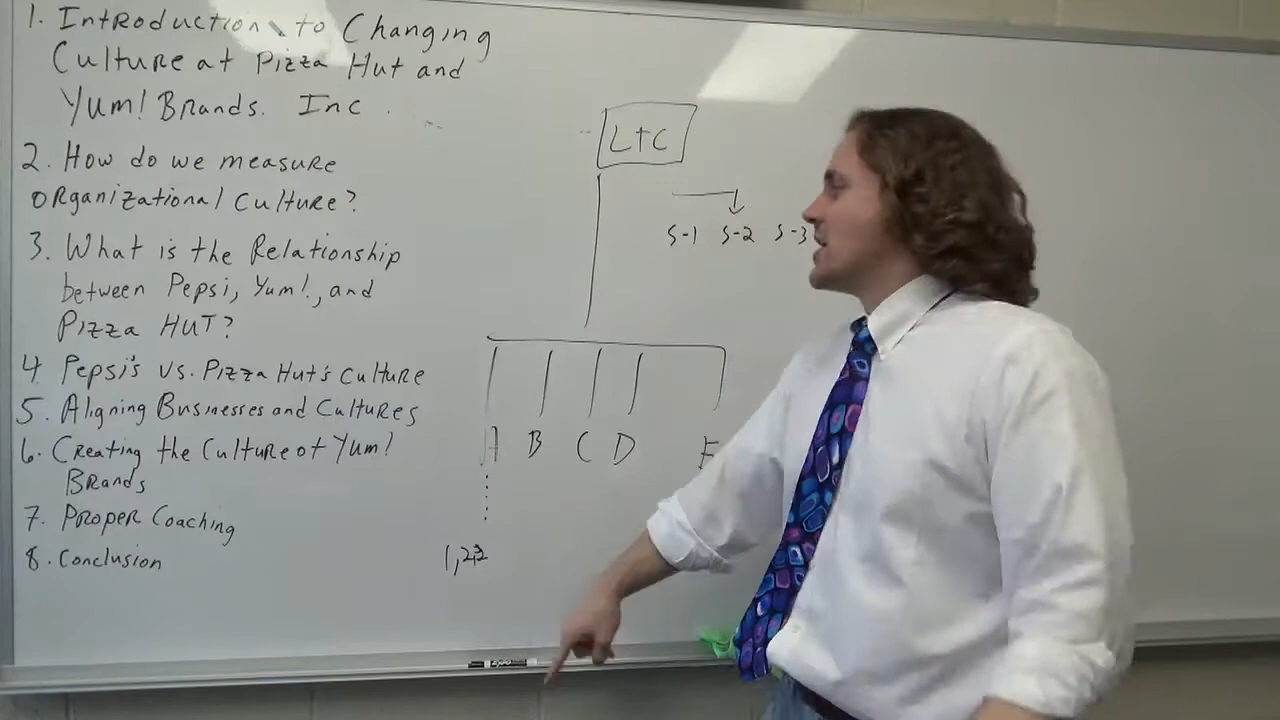 1. Introduction to Changing
Culture at Pizza Hut and
Yum! Brands. Inc.
2. How do we measure
organizational culture?
3. What is the Relationship
between Pepsi, Yum!, and
Pizza HUT?
4. Pepsi's vs. Pizza Hut's Culture
5. Aligning Businesses and Cultures
6. Creating the Culture of Yum!
Brands
7. Proper Coaching
8. Conclusion
LTC
S-1 S-2 S-3
A B C D E
1,2,3